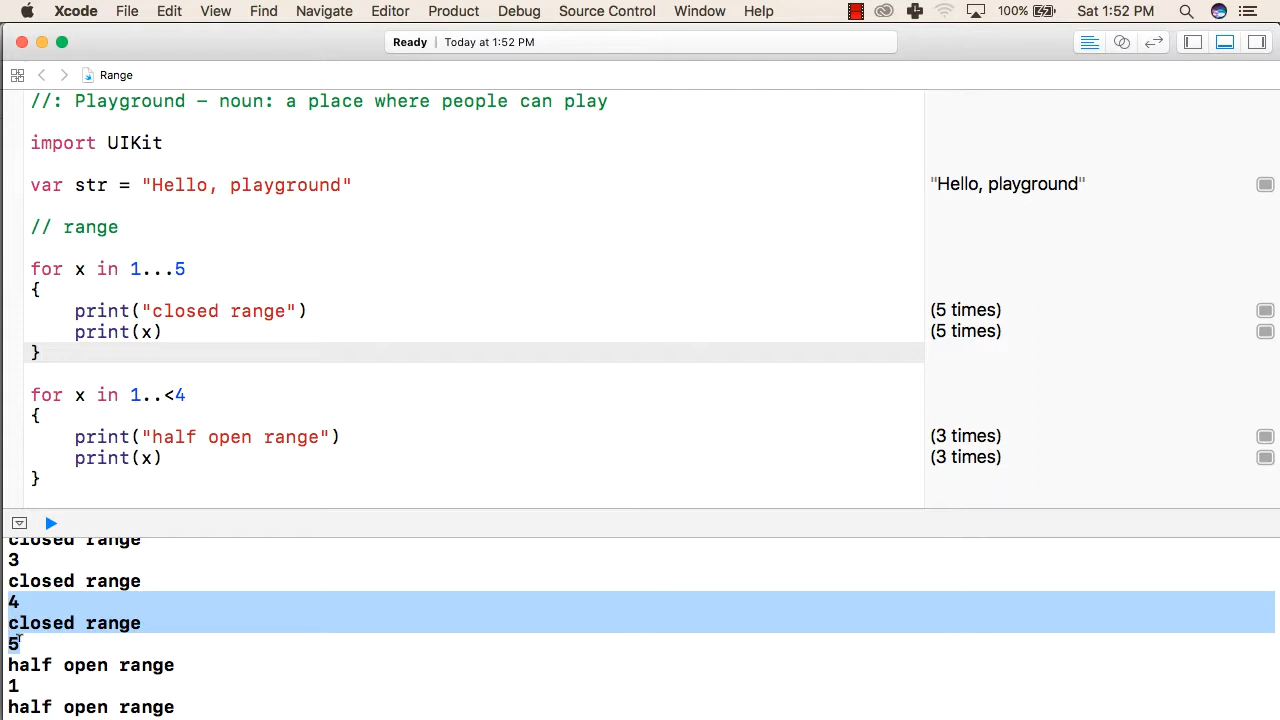 Xcode File Edit View Find Navigate Editor Product Debug Source Control Window Help 100% Sat 1:52 PM
Ready Today at 1:52 PM
Range
//: Playground – noun: a place where people can play
import UIKit
var str = "Hello, playground"
"Hello, playground"
// range
for x in 1...5
{
print("closed range")
(5 times)
print(x)
(5 times)
}
for x in 1..<4
{
print("half open range")
(3 times)
print(x)
(3 times)
}
closed range
3
closed range
4
closed range
5
half open range
1
half open range